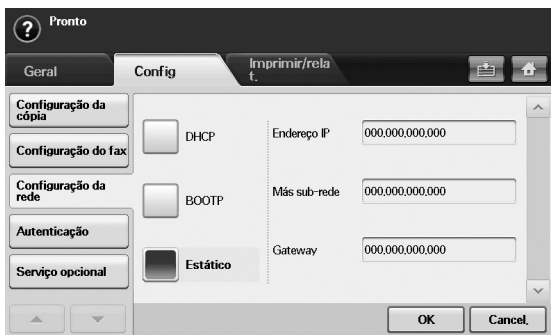 ?
Pronto
Geral
Config
Imprimir/rela
t.
Configuração da
cópia
Configuração do fax
Configuração da
rede
Autenticação
Serviço opcional
DHCP
BOOTP
Estático
Endereço IP
000,000,000,000
Más sub-rede
000,000,000,000
Gateway
000,000,000,000
OK
Cancel.